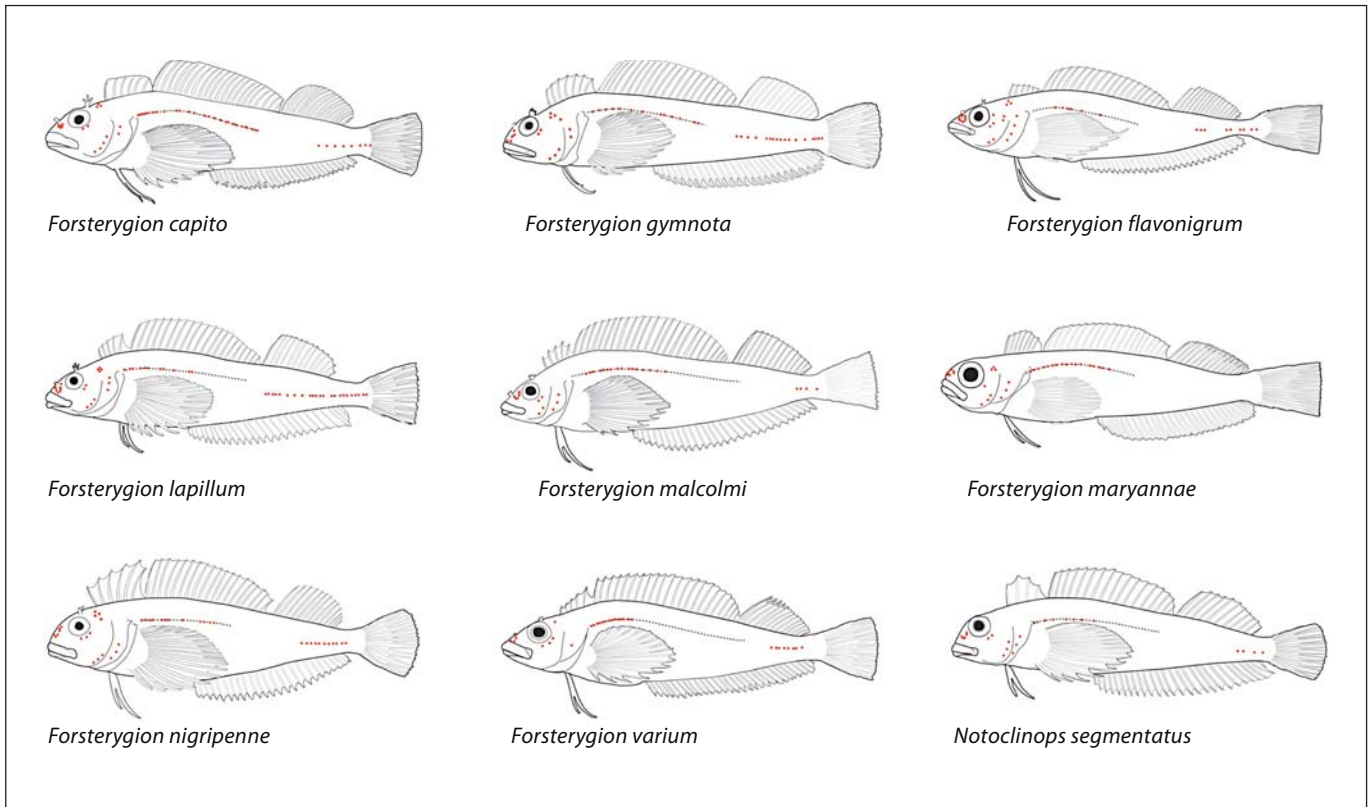 Forsterygion capito
Forsterygion gymnota
Forsterygion flavonigrum
Forsterygion lapillum
Forsterygion malcolmi
Forsterygion maryannae
Forsterygion nigripenne
Forsterygion varium
Notoclinops segmentatus